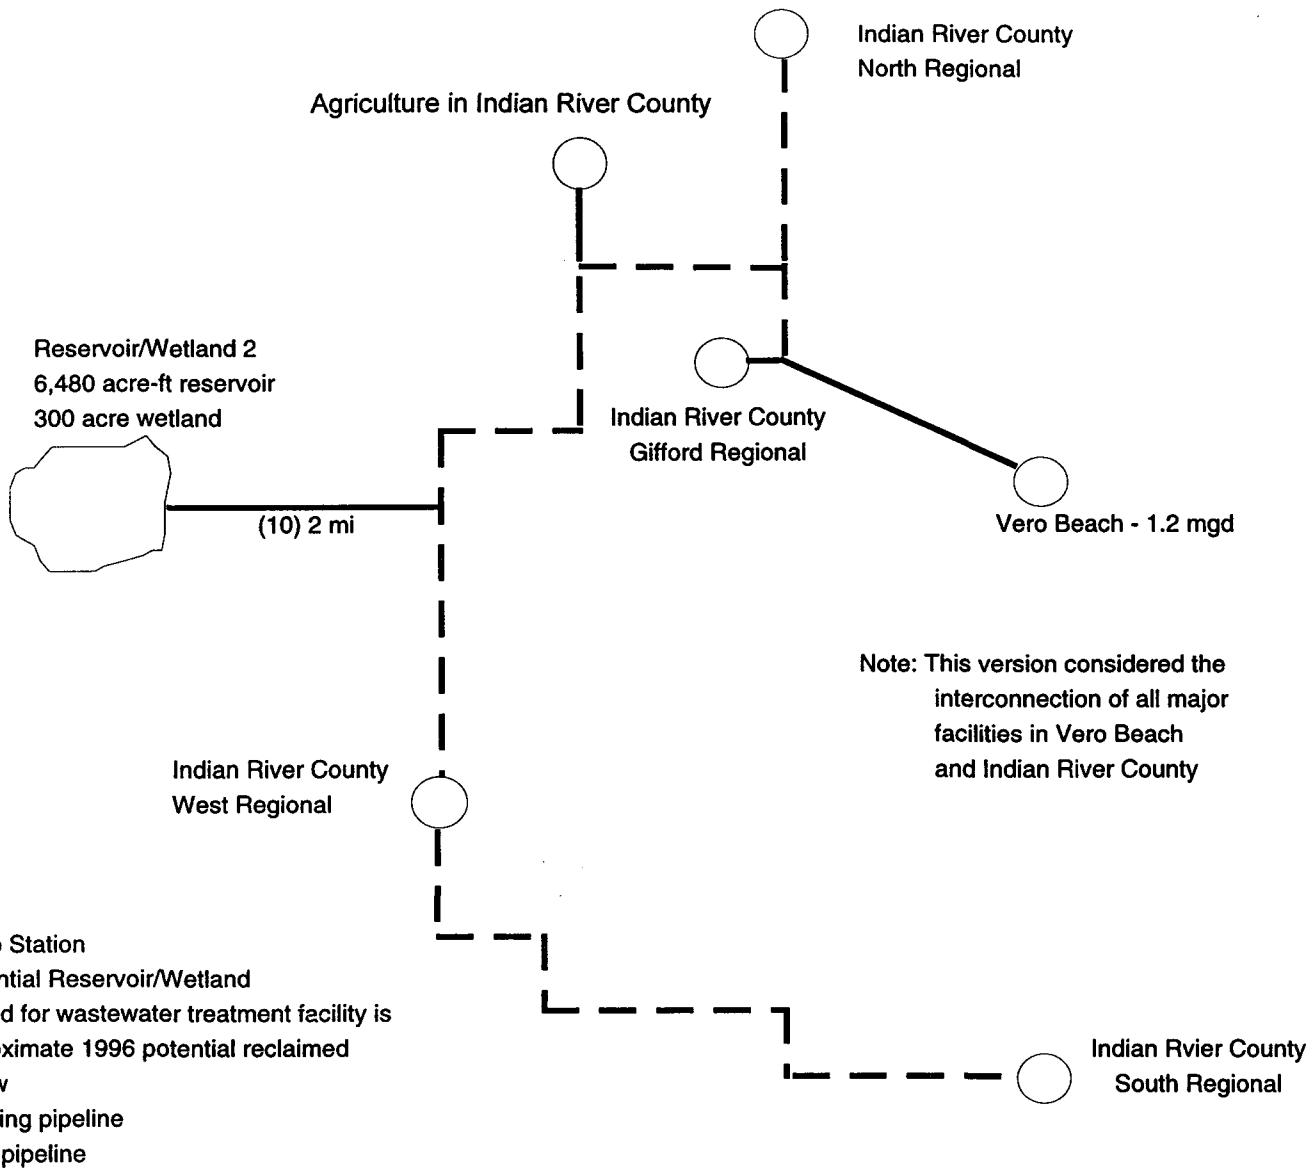 Indian River County
North Regional
Agriculture in Indian River County
Reservoir/Wetland 2
6,480 acre-ft reservoir
300 acre wetland
Indian River County
Gifford Regional
(10) 2 mi
Vero Beach - 1.2 mgd
Note: This version considered the
interconnection of all major
facilities in Vero Beach
and Indian River County
Indian River County
West Regional
Station
ntial Reservoir/Wetland
d for wastewater treatment facility is
oximate 1996 potential reclaimed
w
ing pipeline
pipeline
Indian Rvier County
South Regional